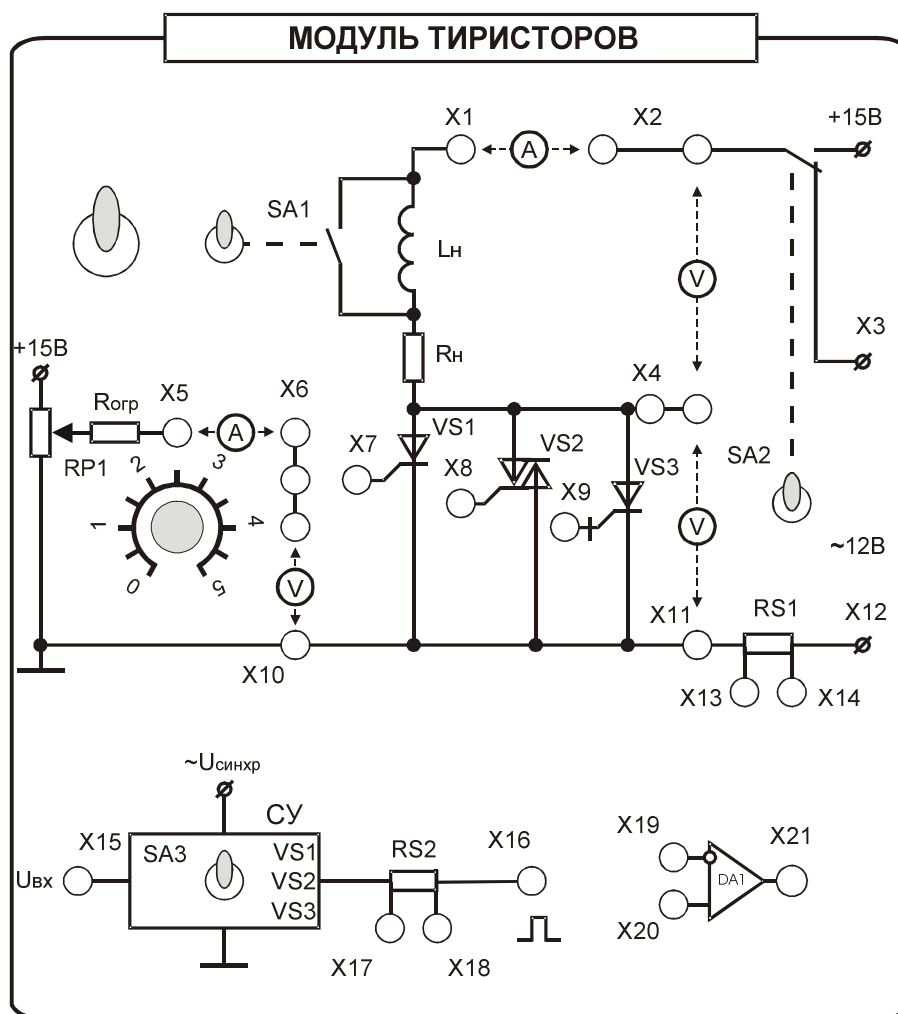 МОДУЛЬ ТИРИСТОРОВ
X1
A
X2
+15В
SA1
Lн
V
X3
+15В
Rн
X4
Rогр
X5
A
X6
RP1
VS1
X7
VS2
X8
VS3
X9
SA2
0
1
2
3
4
5
V
V
~12В
X10
X11
RS1
X12
X13
X14
~Uсинхр
СУ
X15
SA3
VS1
VS2
VS3
Uвх
RS2
X16
X17
X18
X19
X20
DA1
X21